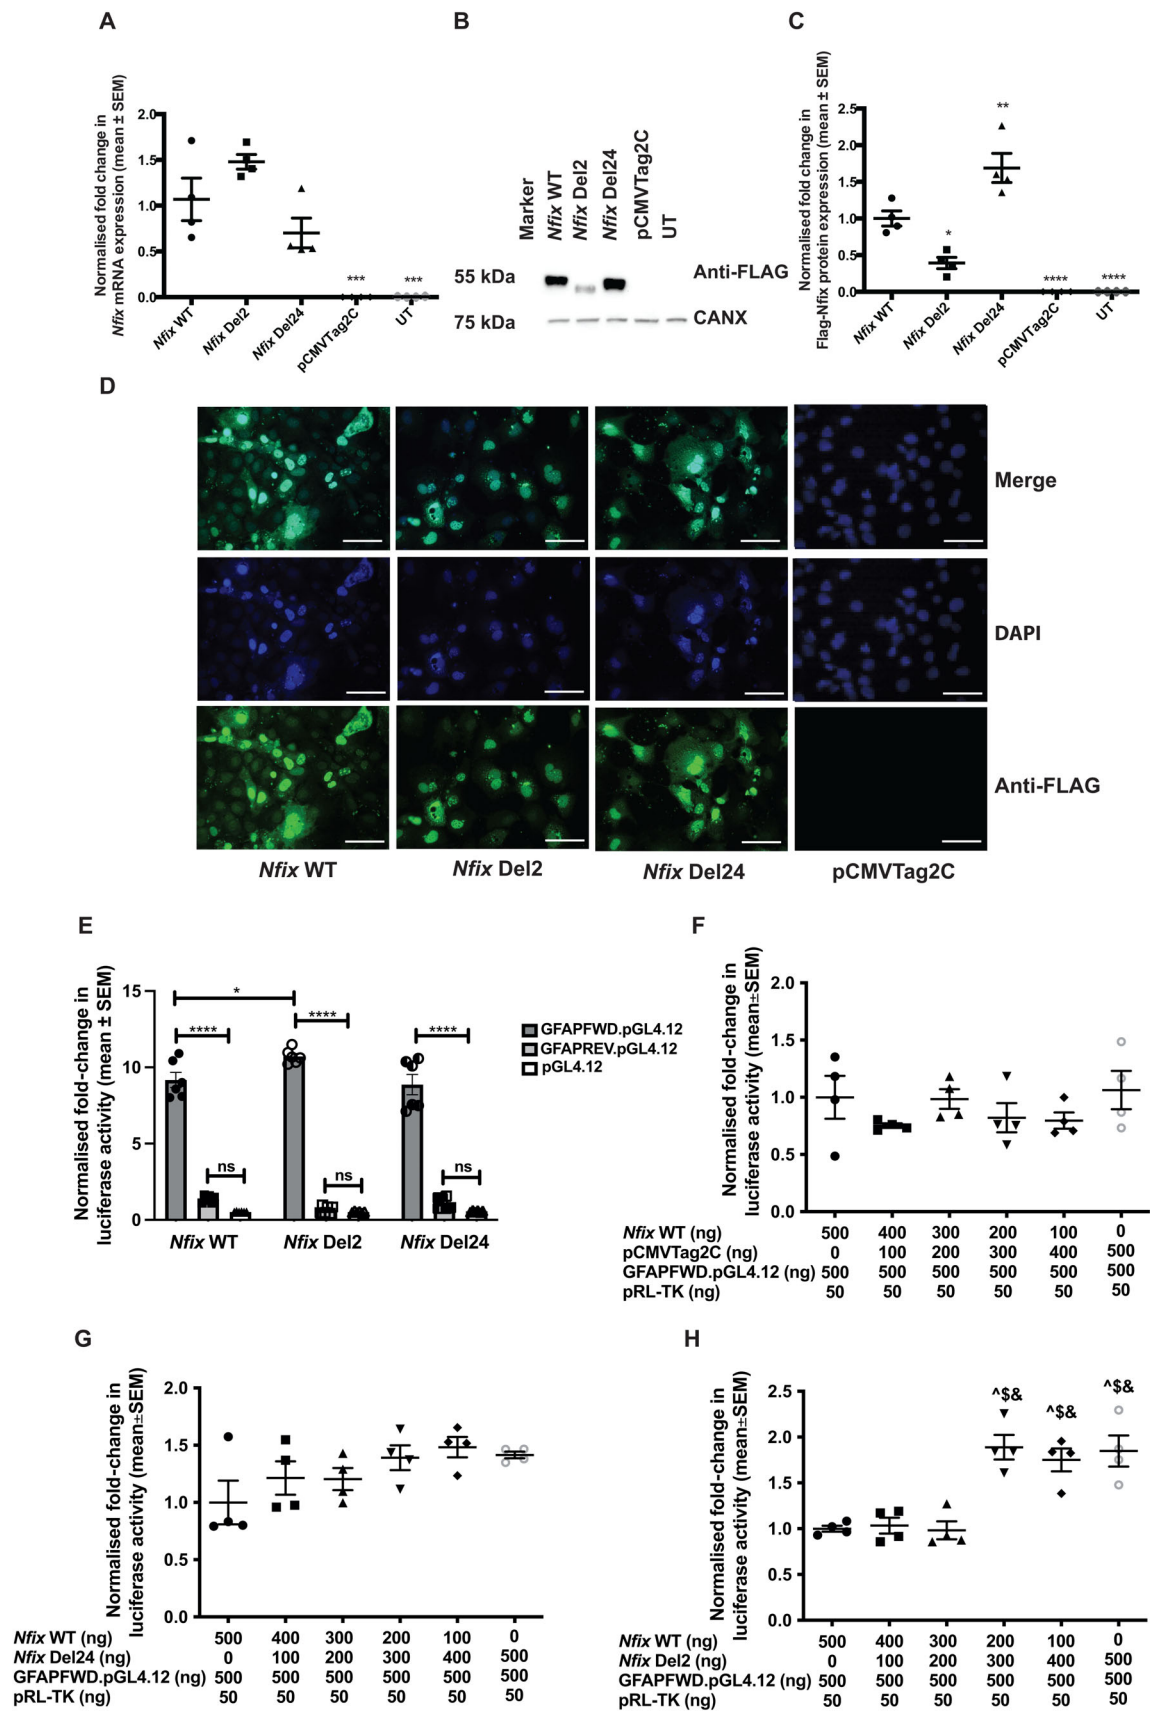 A
Normalised fold change in
Nfix mRNA expression (mean ± SEM)
2.0
1.5
1.0
0.5
0.0
***
***
Nfix WT
Nfix Del2
Nfix Del24
pCMVTag2C
UT
B
Marker
Nfix WT
Nfix Del2
Nfix Del24
pCMVTag2C
UT
55 kDa
Anti-FLAG
75 kDa
CANX
C
Normalised fold change in
Flag-Nfix protein expression (mean ± SEM)
2.5
2.0
1.5
1.0
0.5
0.0
*
**
****
****
Nfix WT
Nfix Del2
Nfix Del24
pCMVTag2C
UT
D
Merge
DAPI
Anti-FLAG
Nfix WT
Nfix Del2
Nfix Del24
pCMVTag2C
E
Normalised fold-change in
luciferase activity (mean ± SEM)
15
10
5
0
*
****
****
****
ns
ns
ns
Nfix WT
Nfix Del2
Nfix Del24
GFAPFWD.pGL4.12
GFAPREV.pGL4.12
pGL4.12
F
Normalised fold-change in
luciferase activity (mean±SEM)
2.0
1.5
1.0
0.5
0.0
Nfix WT (ng) 500 400 300 200 100 0
pCMVTag2C (ng) 0 100 200 300 400 500
GFAPFWD.pGL4.12 (ng) 500 500 500 500 500 500
pRL-TK (ng) 50 50 50 50 50 50
G
Normalised fold-change in
luciferase activity (mean±SEM)
2.0
1.5
1.0
0.5
0.0
Nfix WT (ng) 500 400 300 200 100 0
Nfix Del24 (ng) 0 100 200 300 400 500
GFAPFWD.pGL4.12 (ng) 500 500 500 500 500 500
pRL-TK (ng) 50 50 50 50 50 50
H
Normalised fold-change in
luciferase activity (mean±SEM)
2.5
2.0
1.5
1.0
0.5
0.0
^$&
^$&
^$&
Nfix WT (ng) 500 400 300 200 100 0
Nfix Del2 (ng) 0 100 200 300 400 500
GFAPFWD.pGL4.12 (ng) 500 500 500 500 500 500
pRL-TK (ng) 50 50 50 50 50 50